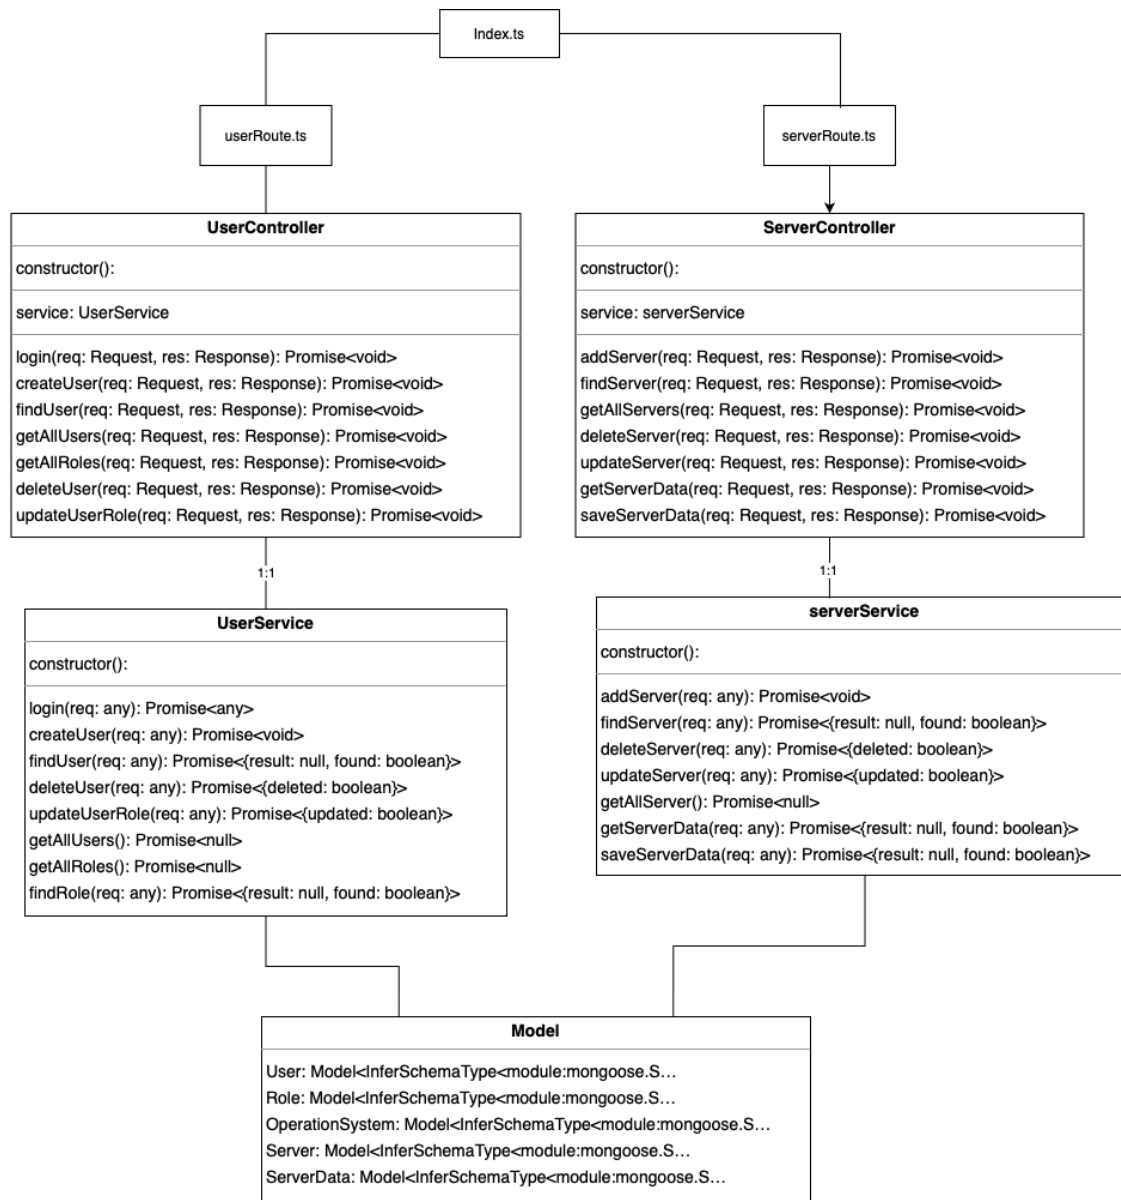 Index.ts
userRoute.ts
serverRoute.ts
UserController
constructor():
service: UserService
login(req: Request, res: Response): Promise<void>
createUser(req: Request, res: Response): Promise<void>
findUser(req: Request, res: Response): Promise<void>
getAllUsers(req: Request, res: Response): Promise<void>
getAllRoles(req: Request, res: Response): Promise<void>
deleteUser(req: Request, res: Response): Promise<void>
updateUserRole(req: Request, res: Response): Promise<void>
ServerController
constructor():
service: serverService
addServer(req: Request, res: Response): Promise<void>
findServer(req: Request, res: Response): Promise<void>
getAllServers(req: Request, res: Response): Promise<void>
deleteServer(req: Request, res: Response): Promise<void>
updateServer(req: Request, res: Response): Promise<void>
getServerData(req: Request, res: Response): Promise<void>
saveServerData(req: Request, res: Response): Promise<void>
1:1
1:1
UserService
constructor():
login(req: any): Promise<any>
createUser(req: any): Promise<void>
findUser(req: any): Promise<{result: null, found: boolean}>
deleteUser(req: any): Promise<{deleted: boolean}>
updateUserRole(req: any): Promise<{updated: boolean}>
getAllUsers(): Promise<null>
getAllRoles(): Promise<null>
findRole(req: any): Promise<{result: null, found: boolean}>
serverService
constructor():
addServer(req: any): Promise<void>
findServer(req: any): Promise<{result: null, found: boolean}>
deleteServer(req: any): Promise<{deleted: boolean}>
updateServer(req: any): Promise<{updated: boolean}>
getAllServer(): Promise<null>
getServerData(req: any): Promise<{result: null, found: boolean}>
saveServerData(req: any): Promise<{result: null, found: boolean}>
Model
User: Model<InferSchemaType<module:mongoose.S…
Role: Model<InferSchemaType<module:mongoose.S…
OperationSystem: Model<InferSchemaType<module:mongoose.S…
Server: Model<InferSchemaType<module:mongoose.S…
ServerData: Model<InferSchemaType<module:mongoose.S…